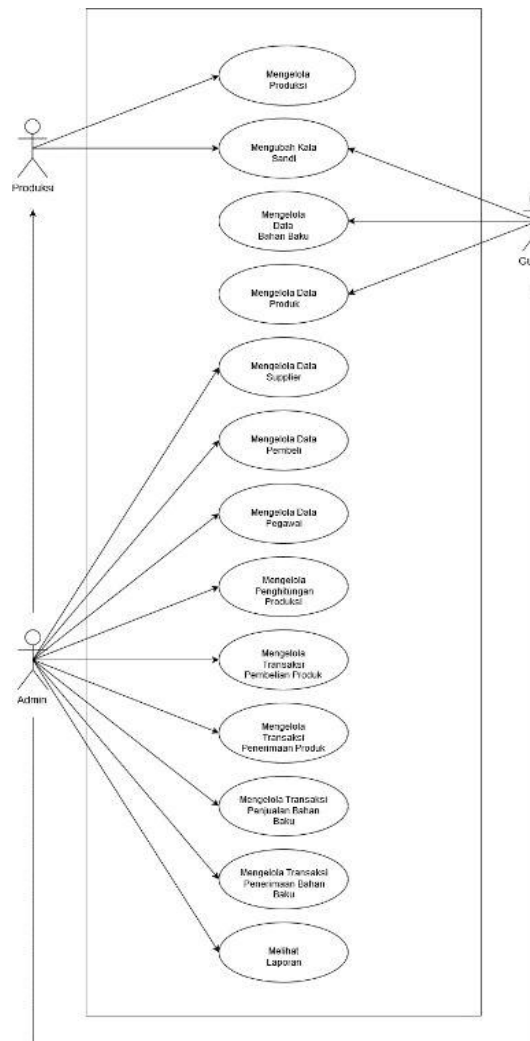 Mengelola
Produksi
Mengubah Kata
Sandi
Produksi
Mengelola
Data
Bahan Baku
Gu
Mengelola Data
Produk
Mengelola Data
Supplier
Mengelola Data
Pembeli
Mengelola Data
Pegawai
Mengelola
Penghitungan
Produksi
Mengelola
Transaksi
Pembelian Produk
Admin
Mengelola
Transaksi
Penerimaan Produk
Mengelola Transaksi
Penjualan Bahan
Baku
Mengelola Transaksi
Penerimaan Bahan
Baku
Melihat
Laporan